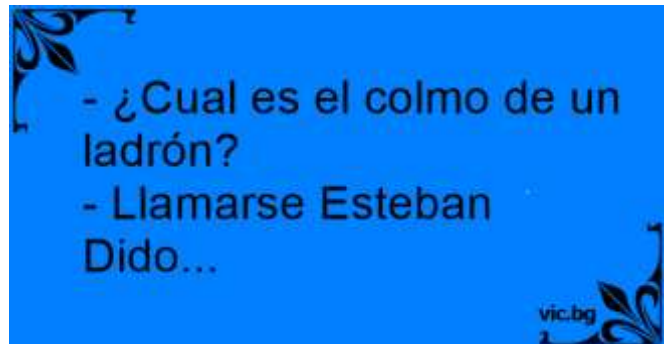 - ¿Cual es el colmo de un
ladrón?
- Llamarse Esteban
Dido...
vic.bg